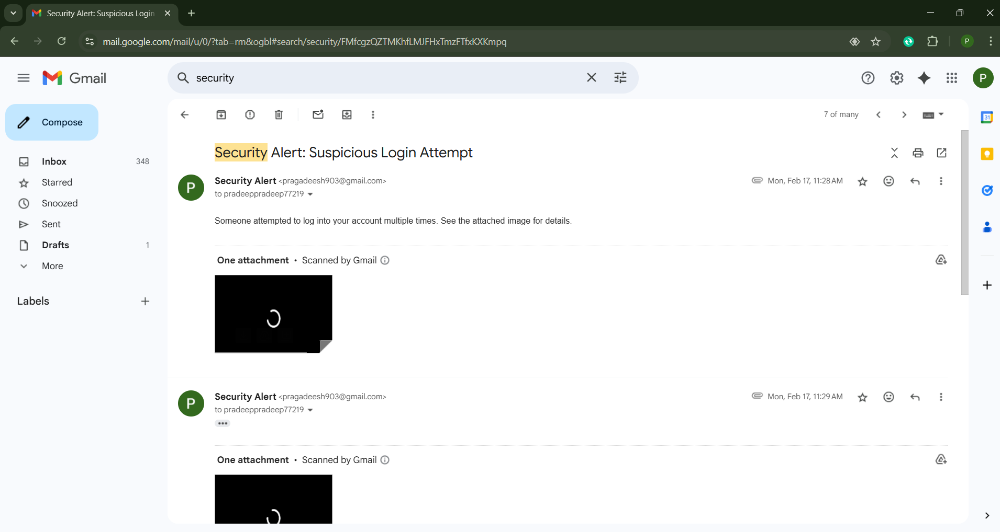 Security Alert: Suspicious Login
mail.google.com/mail/u/0/?tab=rm&ogbl#search/security/FMfcgzQZTMKhfLMJFHxTmzFTfxKXKmpq
P
Gmail
security
P
Compose
7 of many
31
Inbox 348
Starred
Snoozed
Sent
Drafts 1
More
Labels
Security Alert: Suspicious Login Attempt
P
Security Alert <pragadeesh903@gmail.com>
Mon, Feb 17, 11:28 AM
to pradeeppradeep77219
Someone attempted to log into your account multiple times. See the attached image for details.
One attachment • Scanned by Gmail
P
Security Alert <pragadeesh903@gmail.com>
Mon, Feb 17, 11:29 AM
to pradeeppradeep77219
One attachment • Scanned by Gmail